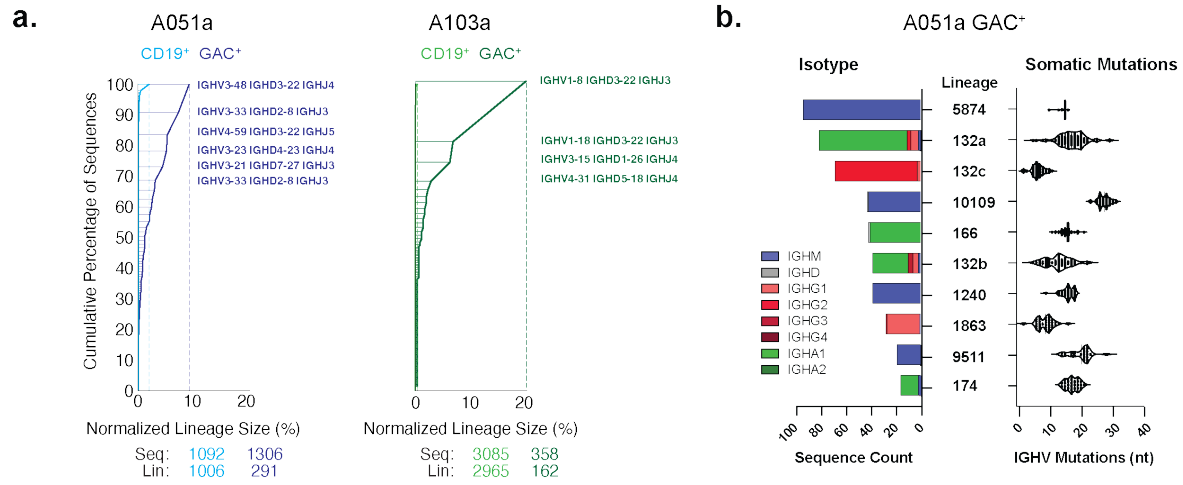 a.
A051a
CD19⁺ GAC⁺
Cumulative Percentage of Sequences
100
90
80
70
60
50
40
30
20
10
0
IGHV3-48 IGHD3-22 IGHJ4
IGHV3-33 IGHD2-8 IGHJ3
IGHV4-59 IGHD3-22 IGHJ5
IGHV3-23 IGHD4-23 IGHJ4
IGHV3-21 IGHD7-27 IGHJ3
IGHV3-33 IGHD2-8 IGHJ3
0 10 20
Normalized Lineage Size (%)
Seq: 1092 1306
Lin: 1006 291
A103a
CD19⁺ GAC⁺
IGHV1-8 IGHD3-22 IGHJ3
IGHV1-18 IGHD3-22 IGHJ3
IGHV3-15 IGHD1-26 IGHJ4
IGHV4-31 IGHD5-18 IGHJ4
0 10 20
Normalized Lineage Size (%)
Seq: 3085 358
Lin: 2965 162
b.
A051a GAC⁺
Isotype
Lineage
Somatic Mutations
5874
132a
132c
10109
166
132b
1240
1863
9511
174
IGHM
IGHD
IGHG1
IGHG2
IGHG3
IGHG4
IGHA1
IGHA2
100 80 60 40 20 0
Sequence Count
0 10 20 30 40
IGHV Mutations (nt)